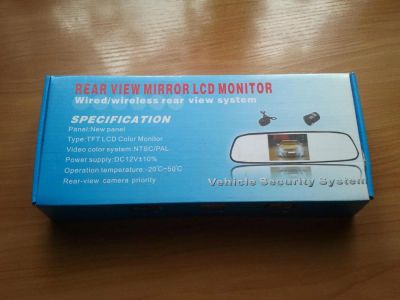 REAR VIEW MIRROR LCD MONITOR
Wired/wireless rear view system
SPECIFICATION
Panel:New panel
Type:TFT LCD Color Monitor
Video color system:NTSC/PAL
Power supply:DC12V±10%
Operation temperature:-20℃~50℃
Rear-view camera priority
Vehicle Security System